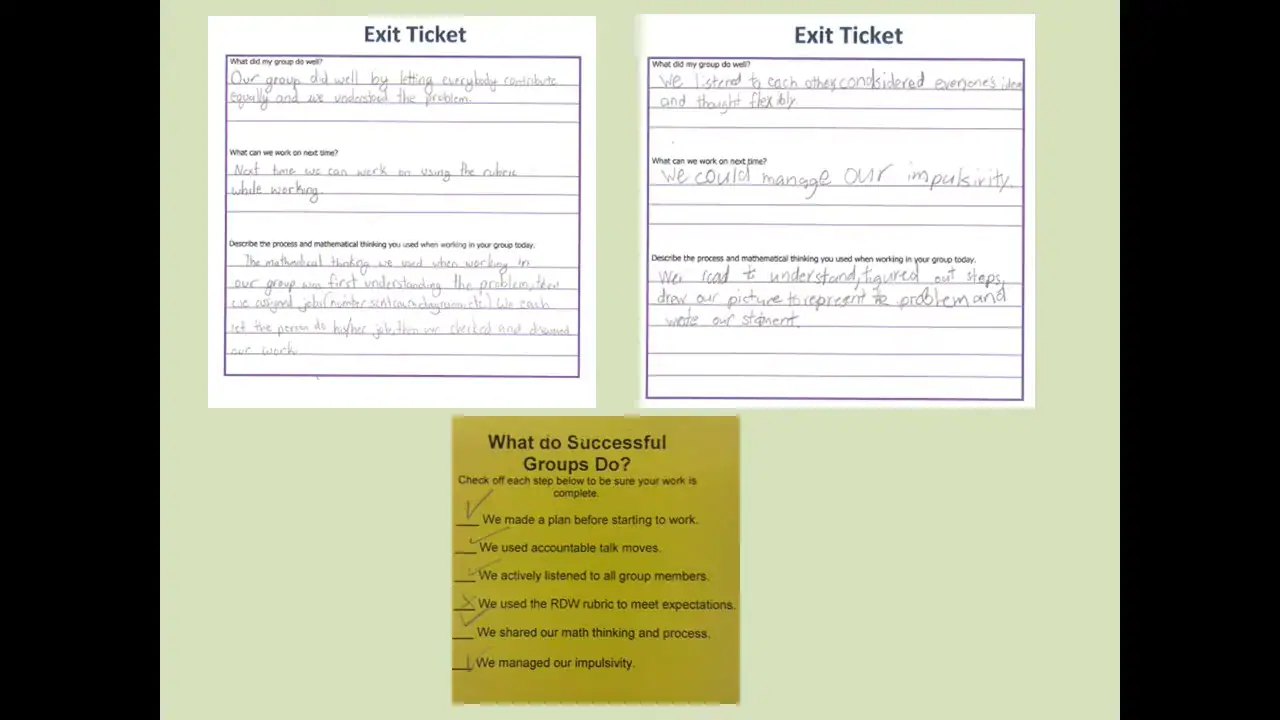 Exit Ticket
What did my group do well?
Our group did well by letting everybody contribute
equally and we understood the problem.
What can we work on next time?
Next time we can work on using the rubric
while working.
Describe the process and mathematical thinking you used when working in your group today.
The mathematical thinking we used when working in
our group was first understanding the problem, then
we assigned jobs (number sentence, diagram, etc.) We each
let the person do his/her job, then we checked and discussed
our work.
Exit Ticket
What did my group do well?
We listend to each other, considered everyone's idea
and thought flexibly
What can we work on next time?
We could manage our impulsivity.
Describe the process and mathematical thinking you used when working in your group today.
We read to understand, figured out steps,
drew our picture to represent the problem and
wrote our stament.
What do Successful
Groups Do?
Check off each step below to be sure your work is
complete.
We made a plan before starting to work.
We used accountable talk moves.
We actively listened to all group members.
We used the RDW rubric to meet expectations.
We shared our math thinking and process.
We managed our impulsivity.